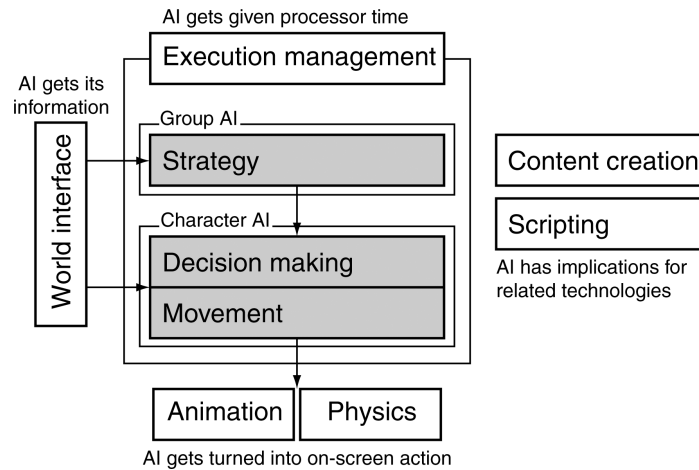 AI gets given processor time
Execution management
AI gets its
information
Group AI
Strategy
World interface
Character AI
Decision making
Movement
Content creation
Scripting
AI has implications for
related technologies
Animation
Physics
AI gets turned into on-screen action